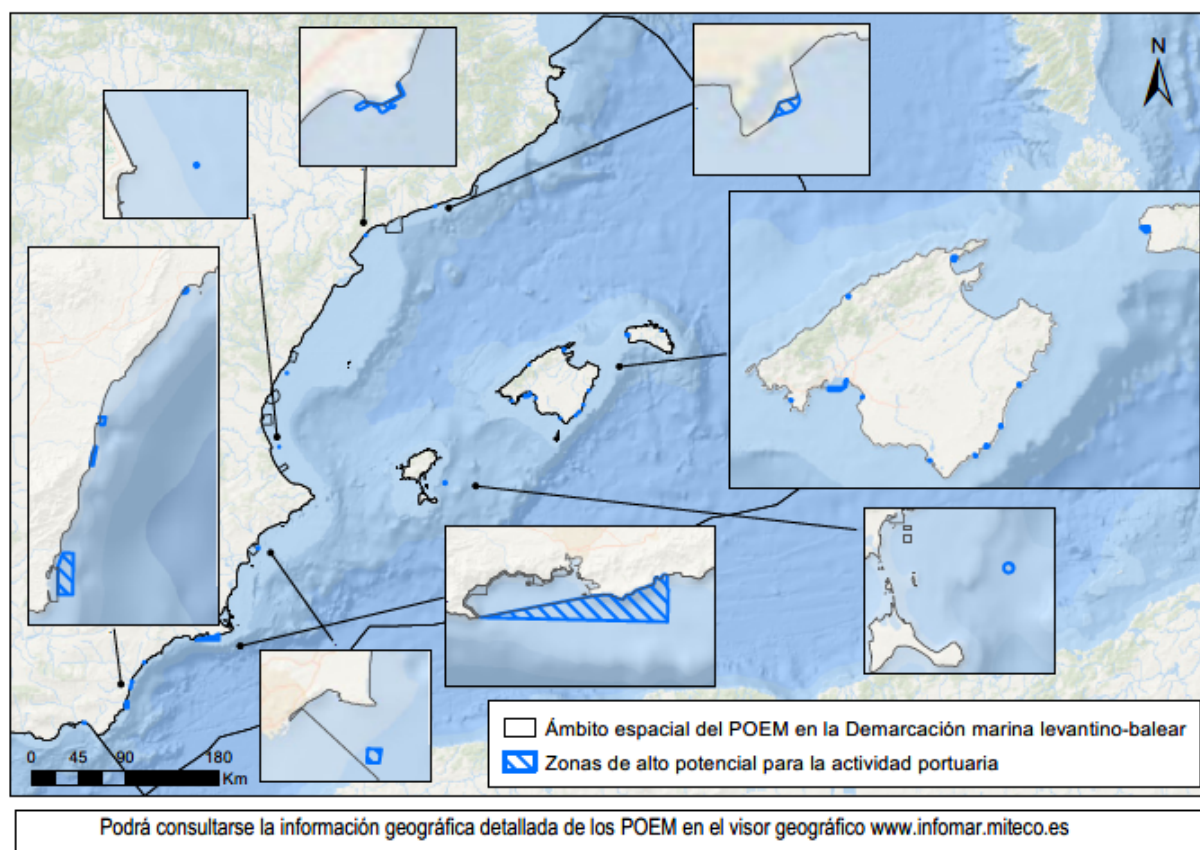 N
Ámbito espacial del POEM en la Demarcación marina levantino-balear
Zonas de alto potencial para la actividad portuaria
0 45 90 180
Km
Podrá consultarse la información geográfica detallada de los POEM en el visor geográfico www.infomar.miteco.es